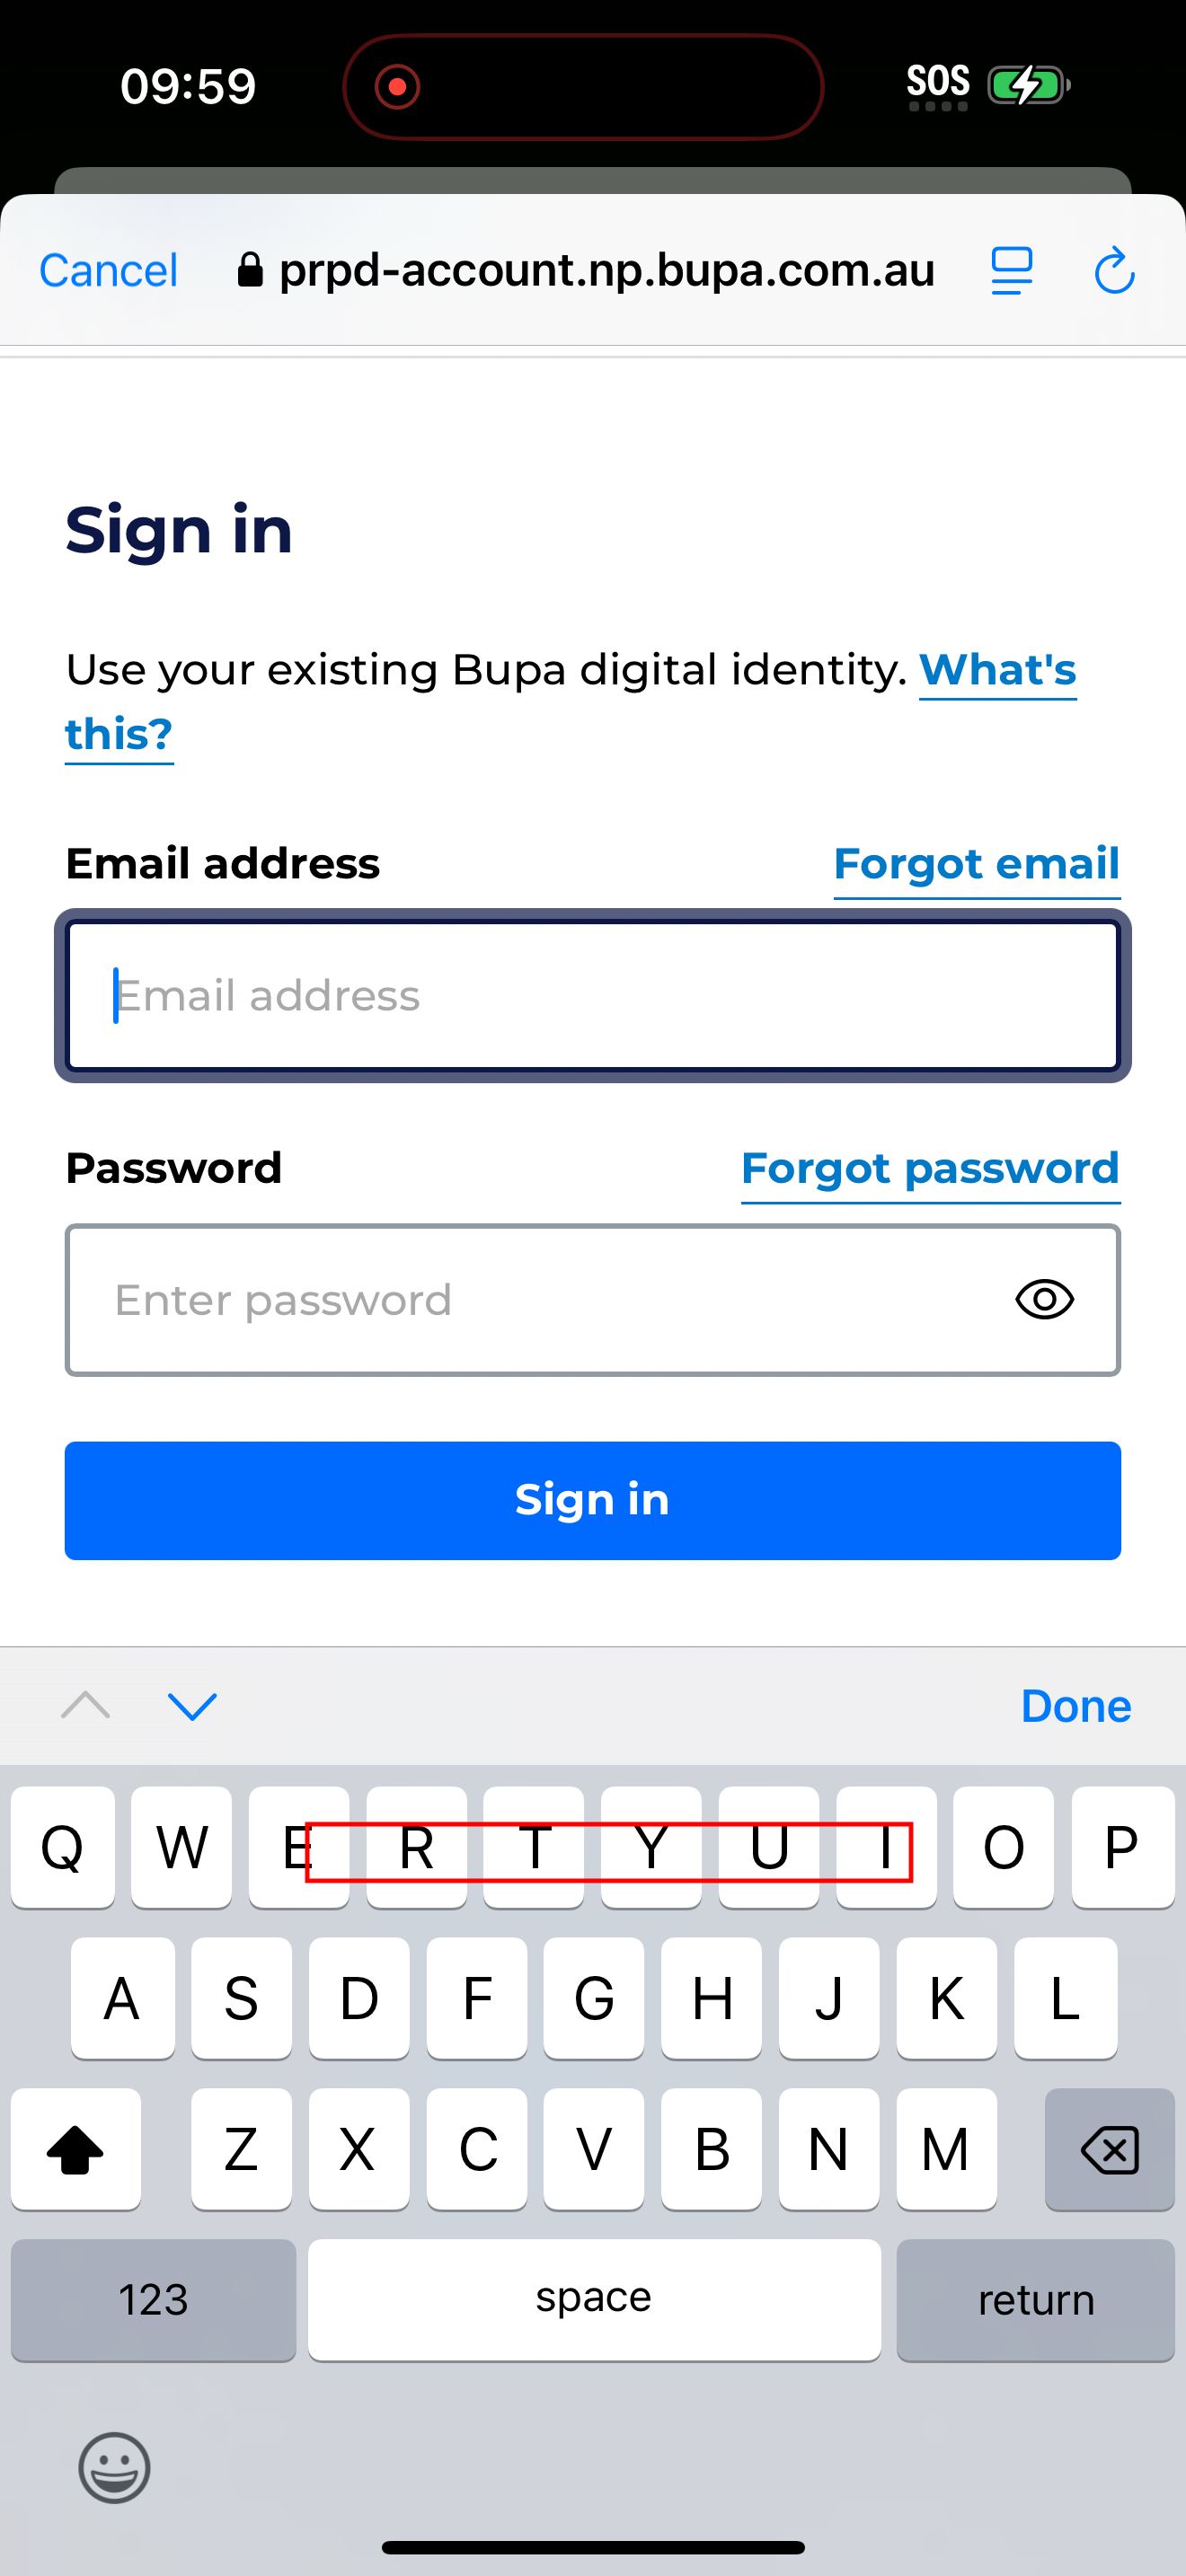 09:59
SOS
Cancel
prpd-account.np.bupa.com.au
Sign in
Use your existing Bupa digital identity. What's
this?
Email address
Forgot email
Email address
Password
Forgot password
Enter password
Sign in
Done
Q W E R T Y U I O P
A S D F G H J K L
Z X C V B N M
123
space
return